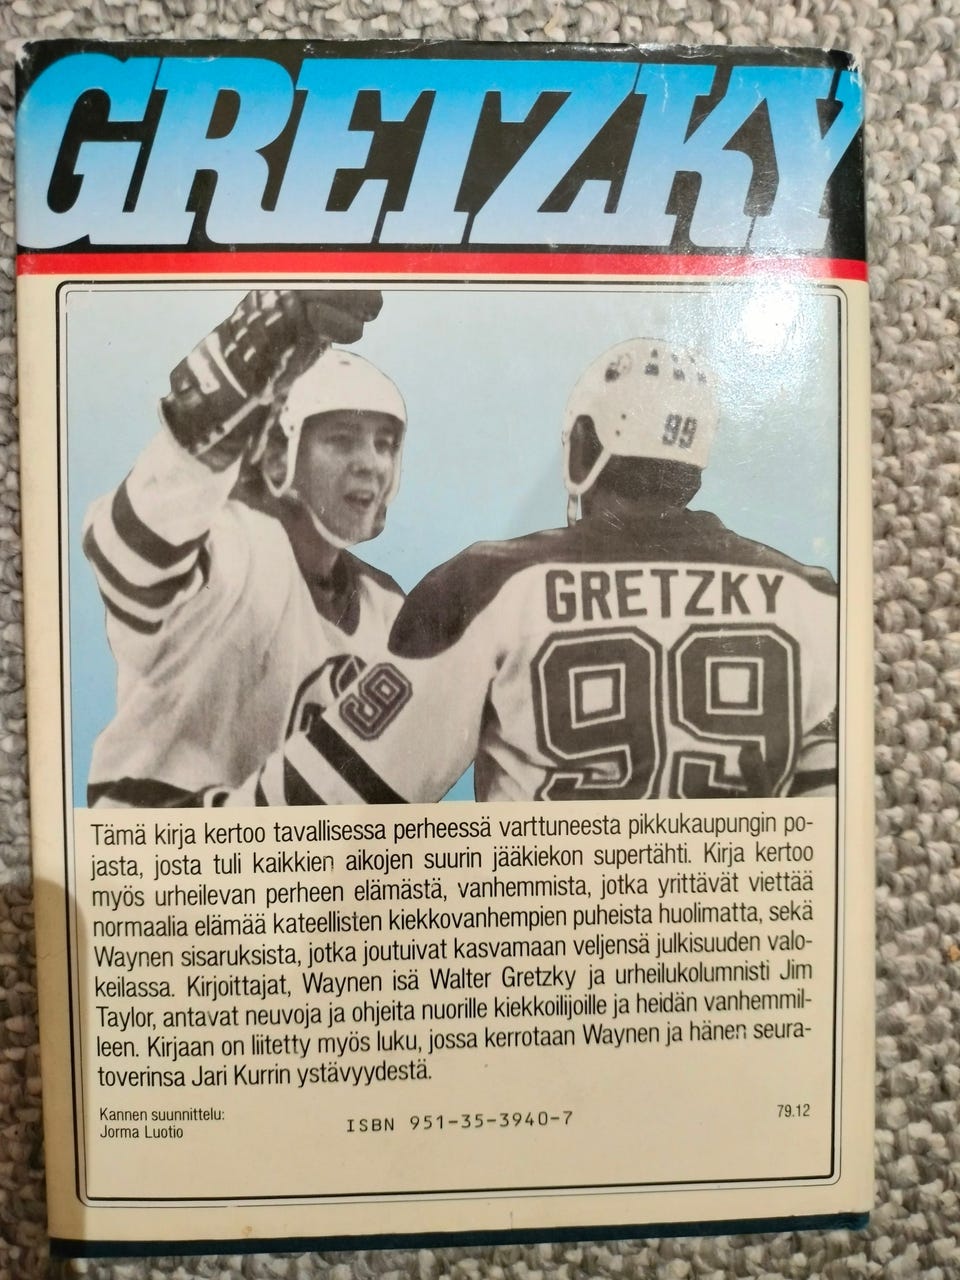 GRETZKY
99
GRETZKY
99
99
Tämä kirja kertoo tavallisessa perheessä varttuneesta pikkukaupungin po-
jasta, josta tuli kaikkien aikojen suurin jääkiekon supertähti. Kirja kertoo
myös urheilevan perheen elämästä, vanhemmista, jotka yrittävät viettää
normaalia elämää kateellisten kiekkovanhempien puheista huolimatta, sekä
Waynen sisaruksista, jotka joutuivat kasvamaan veljensä julkisuuden valo-
keilassa. Kirjoittajat, Waynen isä Walter Gretzky ja urheilukolumnisti Jim
Taylor, antavat neuvoja ja ohjeita nuorille kiekkoilijoille ja heidän vanhemmil-
leen. Kirjaan on liitetty myös luku, jossa kerrotaan Waynen ja hänen seura-
toverinsa Jari Kurrin ystävyydestä.
Kannen suunnittelu:
Jorma Luotio
ISBN 951-35-3940-7
79.12